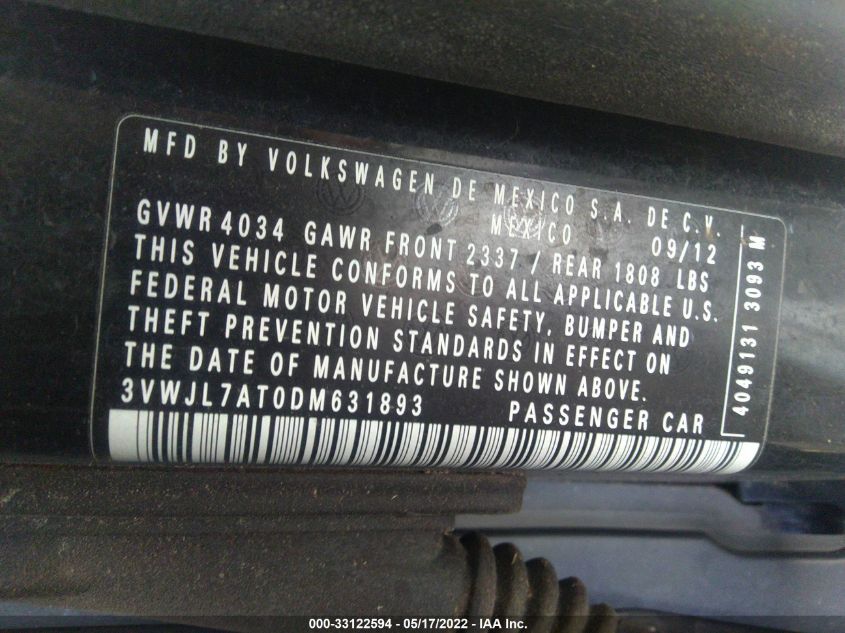 MFD BY VOLKSWAGEN DE MEXICO S.A. DE C.V.
MEXICO 09/12
GVWR 4034 GAWR FRONT 2337 / REAR 1808 LBS
THIS VEHICLE CONFORMS TO ALL APPLICABLE U.S.
FEDERAL MOTOR VEHICLE SAFETY, BUMPER AND
THEFT PREVENTION STANDARDS IN EFFECT ON
THE DATE OF MANUFACTURE SHOWN ABOVE.
3VWJL7AT0DM631893 PASSENGER CAR
4049131 3093 M
000-33122594 - 05/17/2022 - IAA Inc.